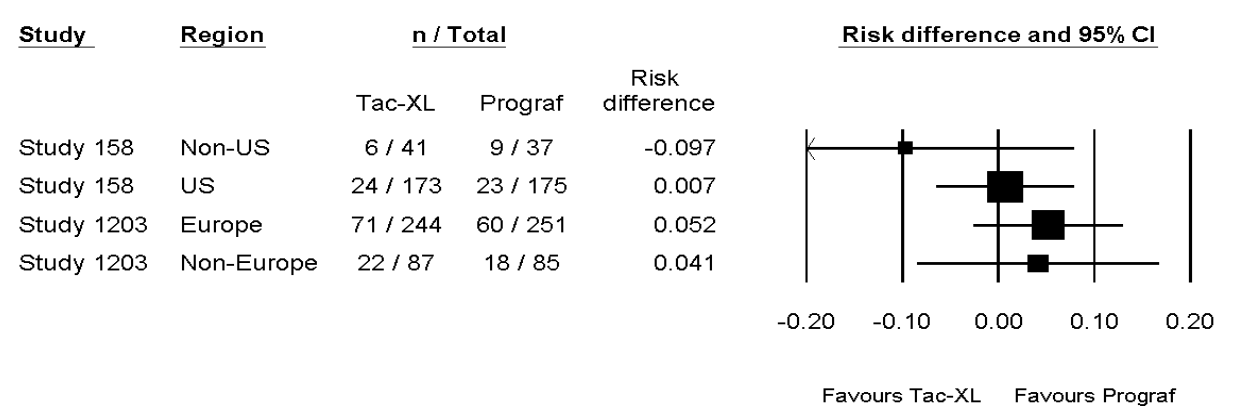 Study Region n / Total Risk difference and 95% CI
Risk
Tac-XL Prograf difference
Study 158 Non-US 6 / 41 9 / 37 -0.097
Study 158 US 24 / 173 23 / 175 0.007
Study 1203 Europe 71 / 244 60 / 251 0.052
Study 1203 Non-Europe 22 / 87 18 / 85 0.041
-0.20 -0.10 0.00 0.10 0.20
Favours Tac-XL Favours Prograf